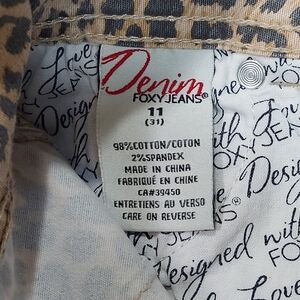 Denim
FOXY JEANS®
11
(31)
98%COTTON/COTON
2%SPANDEX
MADE IN CHINA
FABRIQUÉ EN CHINE
CA#39450
ENTRETIENS AU VERSO
CARE ON REVERSE
Love
Designed with
FOXY JEANS®
Designed with
Love